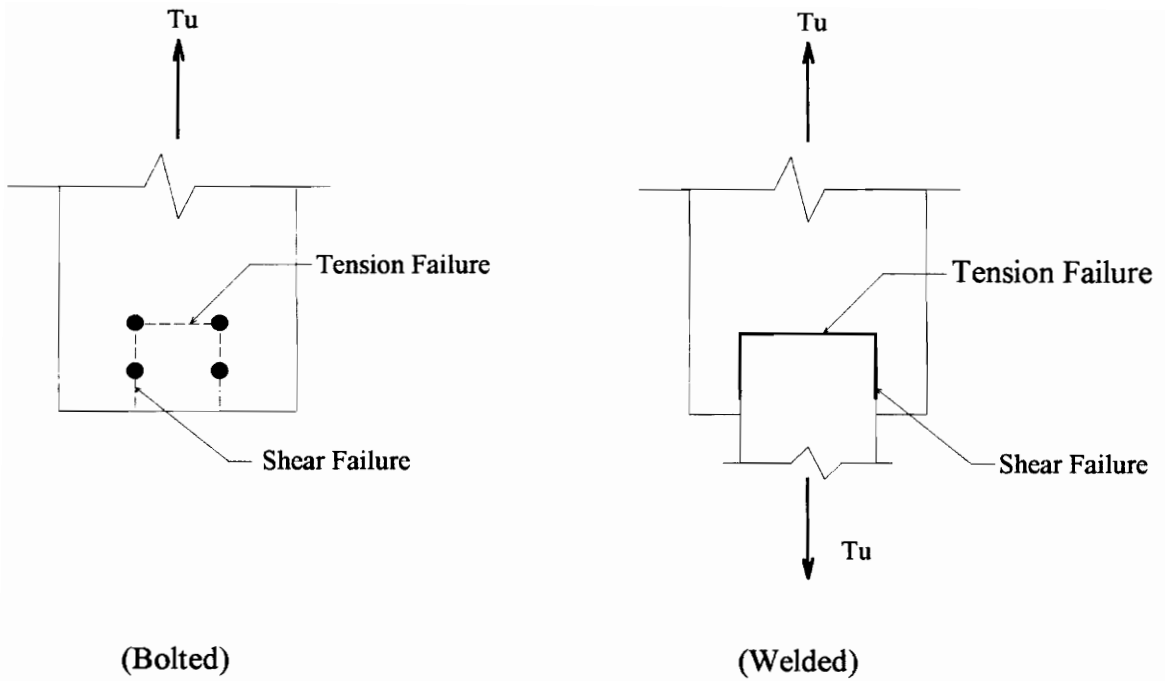 Tu
Tension Failure
Shear Failure
(Bolted)
Tu
Tension Failure
Shear Failure
Tu
(Welded)